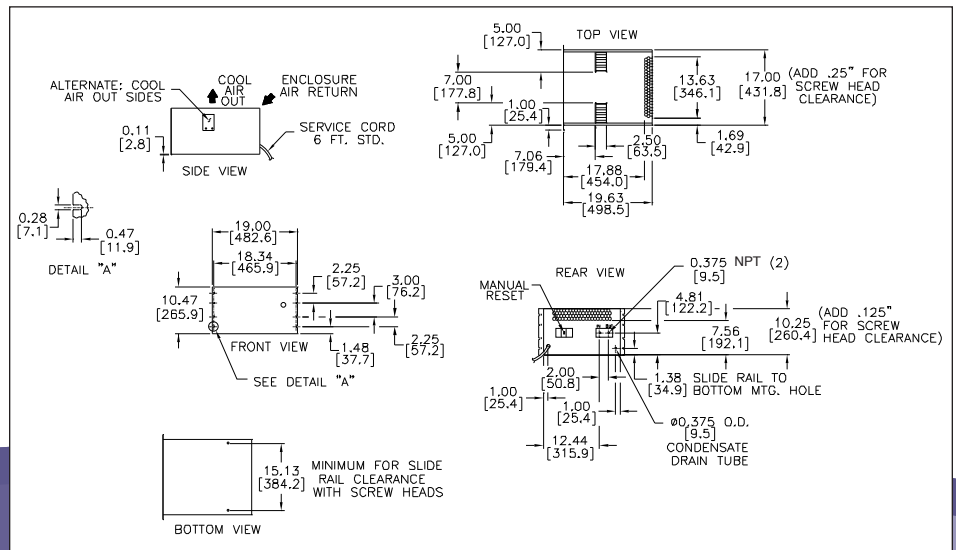 TOP VIEW
5.00
[127.0]
7.00
[177.8]
1.00
[25.4]
5.00
[127.0]
7.06
[179.4]
2.50
[63.5]
17.88
[454.0]
19.63
[498.5]
13.63
[346.1]
17.00
[431.8]
(ADD .25" FOR
SCREW HEAD
CLEARANCE)
1.69
[42.9]
ALTERNATE: COOL
AIR OUT SIDES
COOL
AIR
OUT
ENCLOSURE
AIR RETURN
0.11
[2.8]
SERVICE CORD
6 FT. STD.
SIDE VIEW
0.28
[7.1]
0.47
[11.9]
DETAIL "A"
19.00
[482.6]
18.34
[465.9]
2.25
[57.2]
3.00
[76.2]
10.47
[265.9]
2.25
[57.2]
1.48
[37.7]
FRONT VIEW
SEE DETAIL "A"
REAR VIEW
MANUAL
RESET
0.375 NPT (2)
[9.5]
4.81
[122.2]
7.56
[192.1]
10.25
[260.4]
(ADD .125"
FOR SCREW
HEAD CLEARANCE)
2.00
[50.8]
1.38 SLIDE RAIL TO
[34.9] BOTTOM MTG. HOLE
1.00
[25.4]
1.00
[25.4]
12.44
[315.9]
ø0.375 O.D.
[9.5]
CONDENSATE
DRAIN TUBE
15.13
[384.2]
MINIMUM FOR SLIDE
RAIL CLEARANCE
WITH SCREW HEADS
BOTTOM VIEW